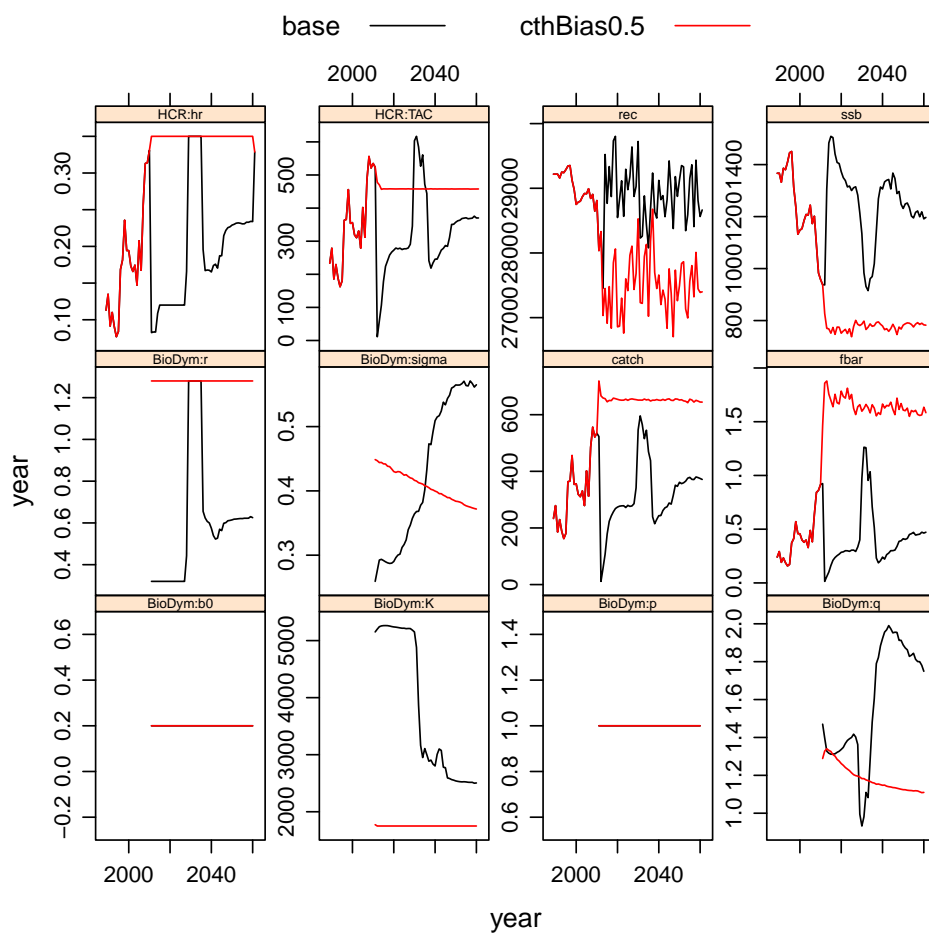 base cthBias0.5
2000 2040 2000 2040
HCR:hr HCR:TAC rec ssb
0.10 0.20 0.30
0 100 300 500
27000 28000 29000
800 1000 1200 1400
BioDym:r BioDym:sigma catch fbar
0.4 0.6 0.8 1.0 1.2
0.3 0.4 0.5
0 200 400 600
0.0 0.5 1.0 1.5
BioDym:b0 BioDym:K BioDym:p BioDym:q
−0.2 0.0 0.2 0.4 0.6
2000 3000 4000 5000
0.6 0.8 1.0 1.2 1.4
1.0 1.2 1.4 1.6 1.8 2.0
year
2000 2040 2000 2040
year